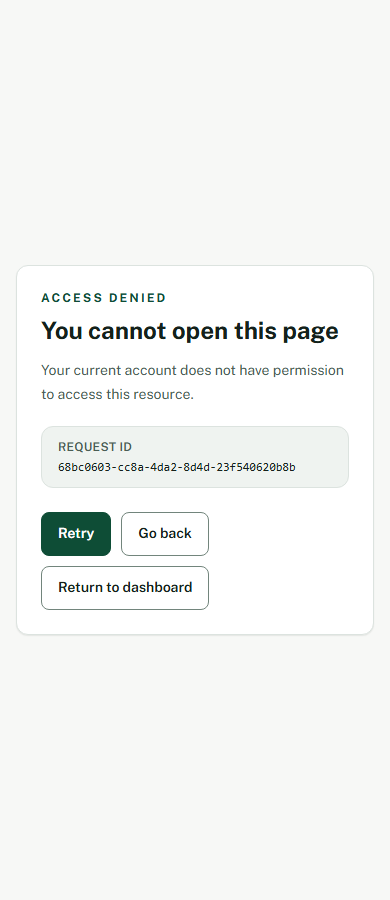 ACCESS DENIED
You cannot open this page
Your current account does not have permission
to access this resource.
REQUEST ID
68bc0603-cc8a-4da2-8d4d-23f540620b8b
Retry
Go back
Return to dashboard